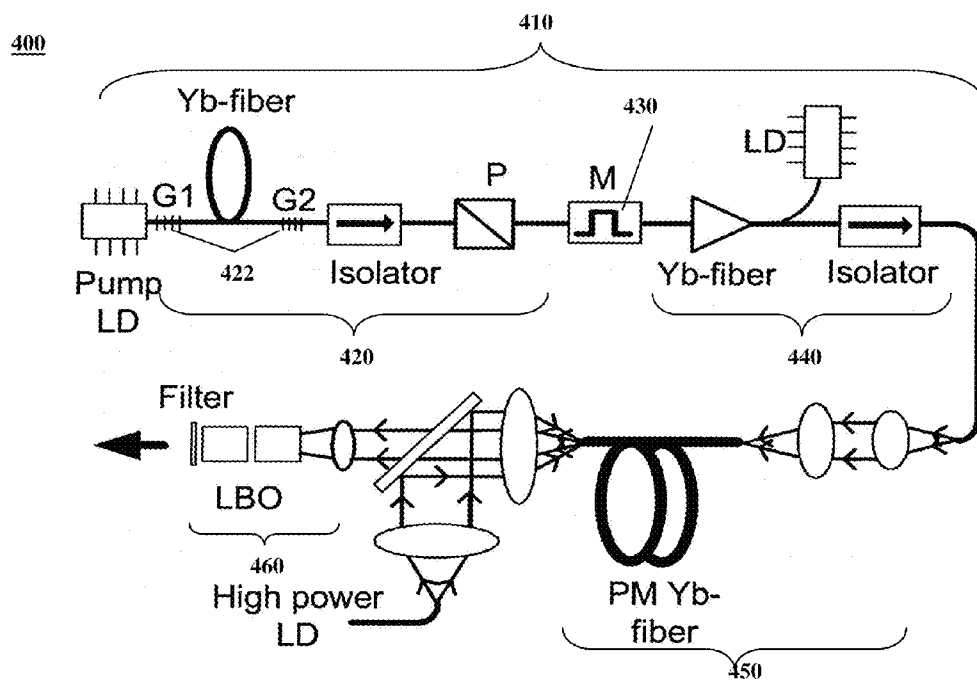 400
410
Yb-fiber
430
LD
G1
G2
P
M
Pump
LD
422
Isolator
Yb-fiber
Isolator
420
440
Filter
LBO
460
High power
LD
PM Yb-
fiber
450